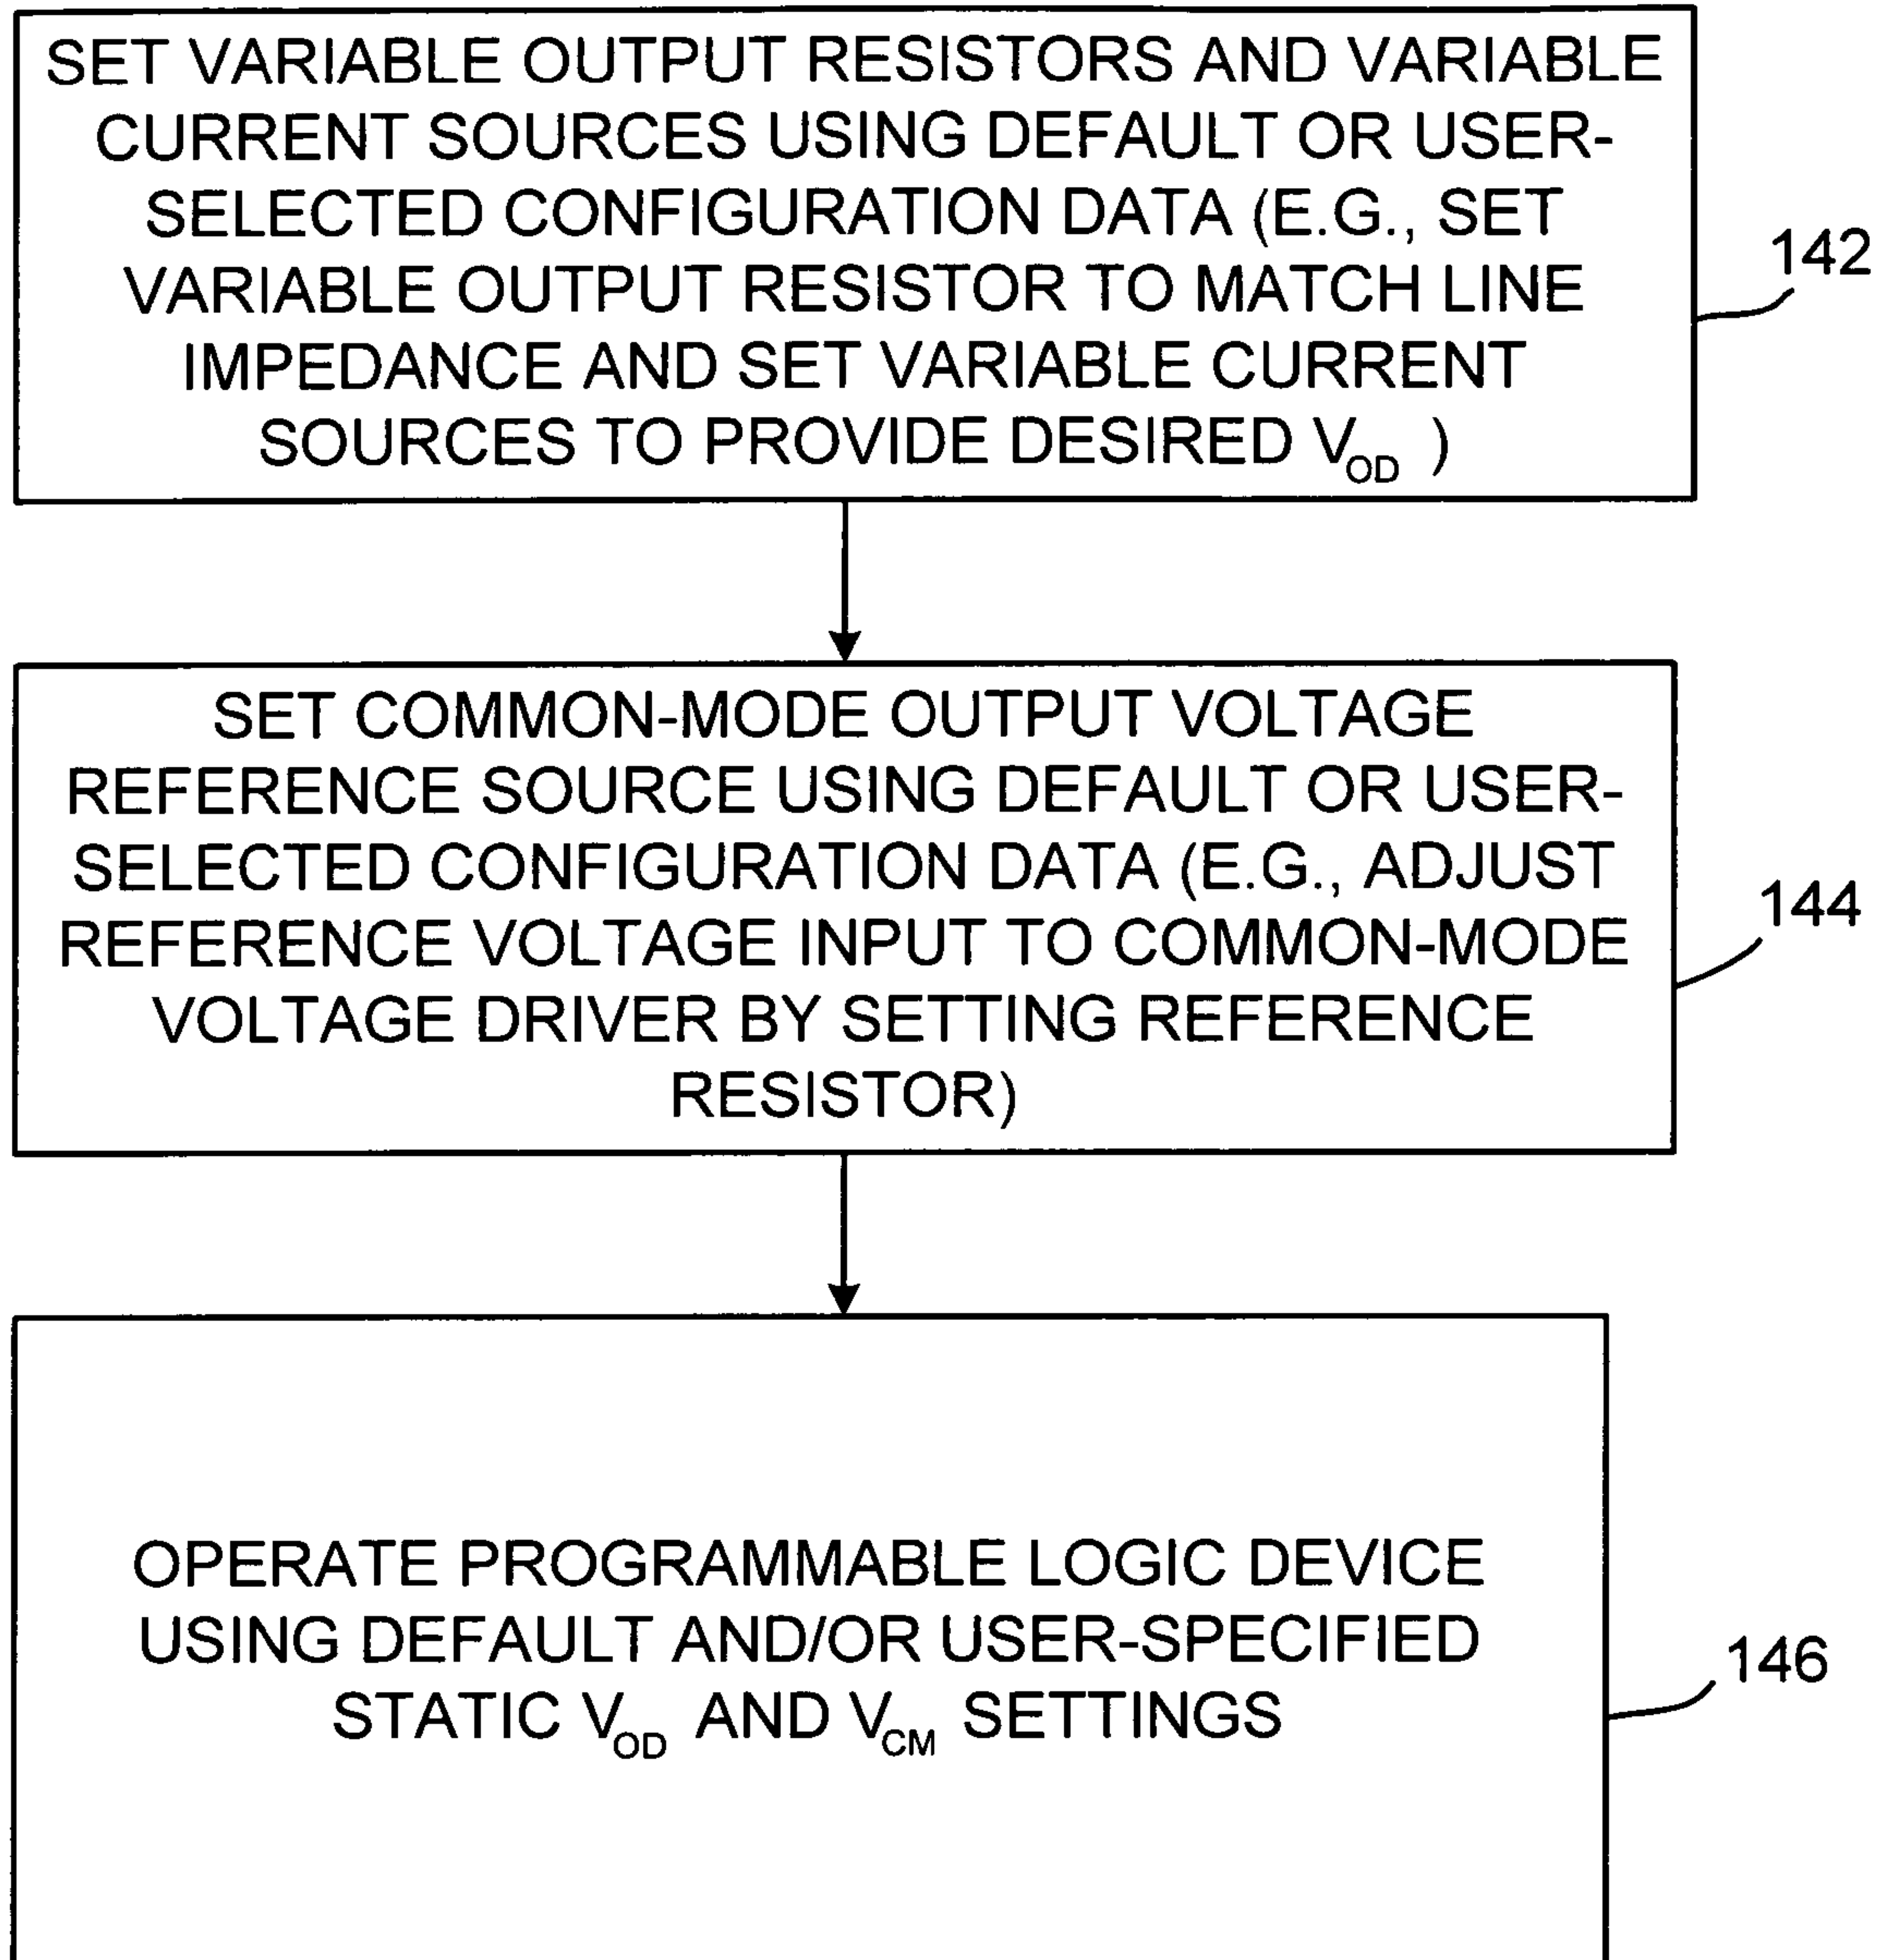 SET VARIABLE OUTPUT RESISTORS AND VARIABLE
CURRENT SOURCES USING DEFAULT OR USER-
SELECTED CONFIGURATION DATA (E.G., SET
VARIABLE OUTPUT RESISTOR TO MATCH LINE
IMPEDANCE AND SET VARIABLE CURRENT
SOURCES TO PROVIDE DESIRED VOD )
142
SET COMMON-MODE OUTPUT VOLTAGE
REFERENCE SOURCE USING DEFAULT OR USER-
SELECTED CONFIGURATION DATA (E.G., ADJUST
REFERENCE VOLTAGE INPUT TO COMMON-MODE
VOLTAGE DRIVER BY SETTING REFERENCE
RESISTOR)
144
OPERATE PROGRAMMABLE LOGIC DEVICE
USING DEFAULT AND/OR USER-SPECIFIED
STATIC VOD AND VCM SETTINGS
146